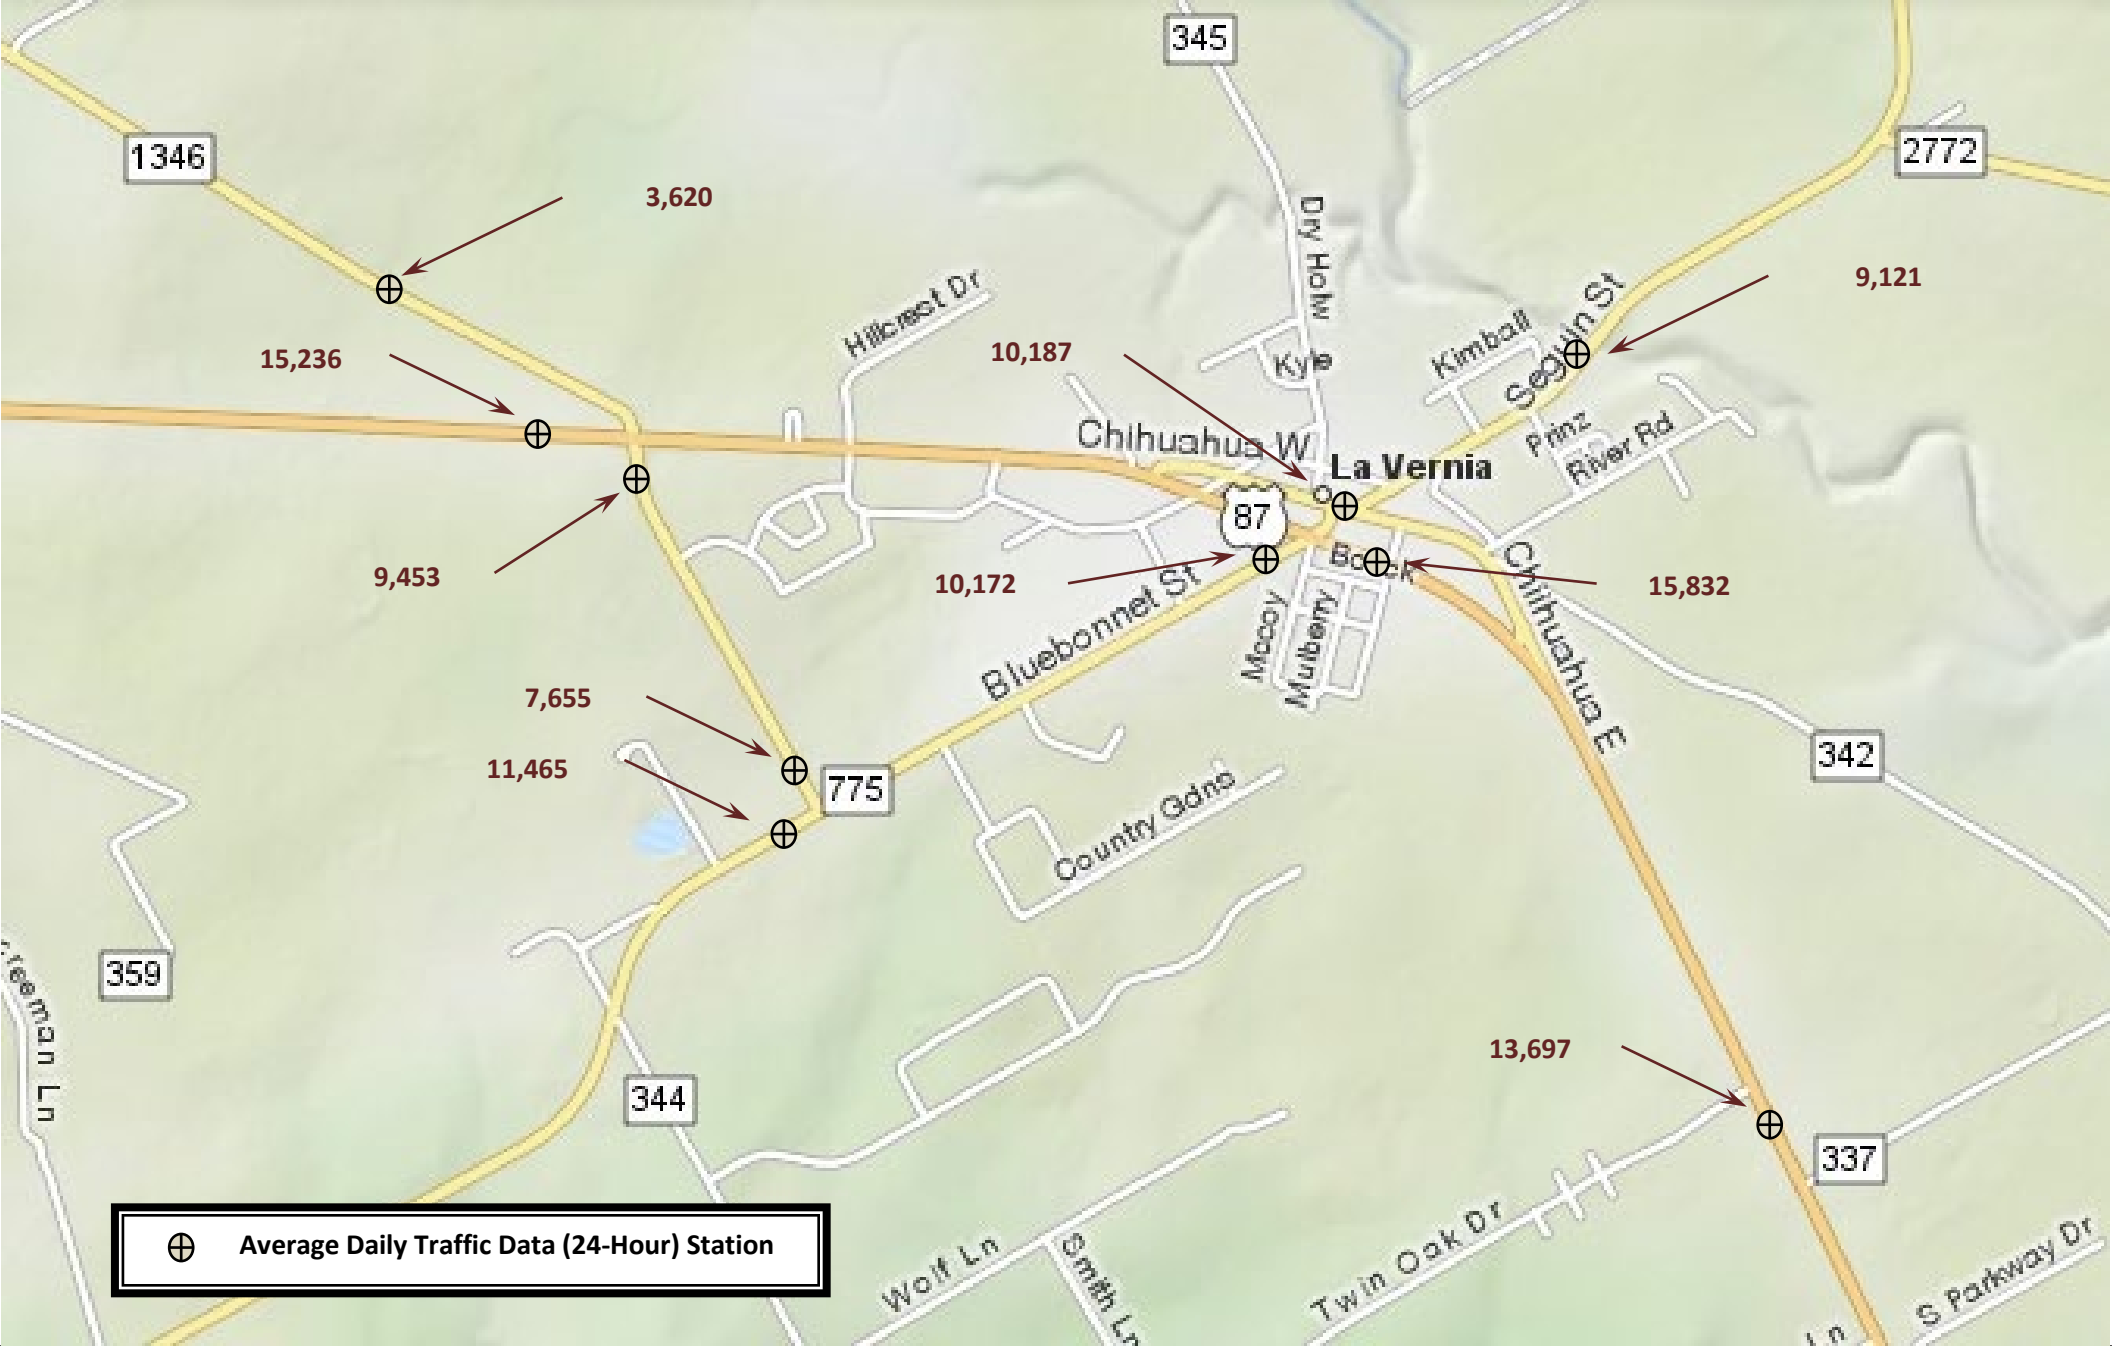 345
1346
2772
3,620
Dry Holw
9,121
Hillcrest Dr
15,236
10,187
Kyle
Kimball
Seguin St
Chihuahua W
Prinz
River Rd
La Vernia
87
9,453
10,172
Bluebonnet St
15,832
Mccoy
Mulberry
Chihuahua E
7,655
11,465
775
342
Country Gdns
359
reeman Ln
344
13,697
337
Average Daily Traffic Data (24-Hour) Station
Wolf Ln
Smith Ln
Twin Oak Dr
S Parkway Dr
Ln